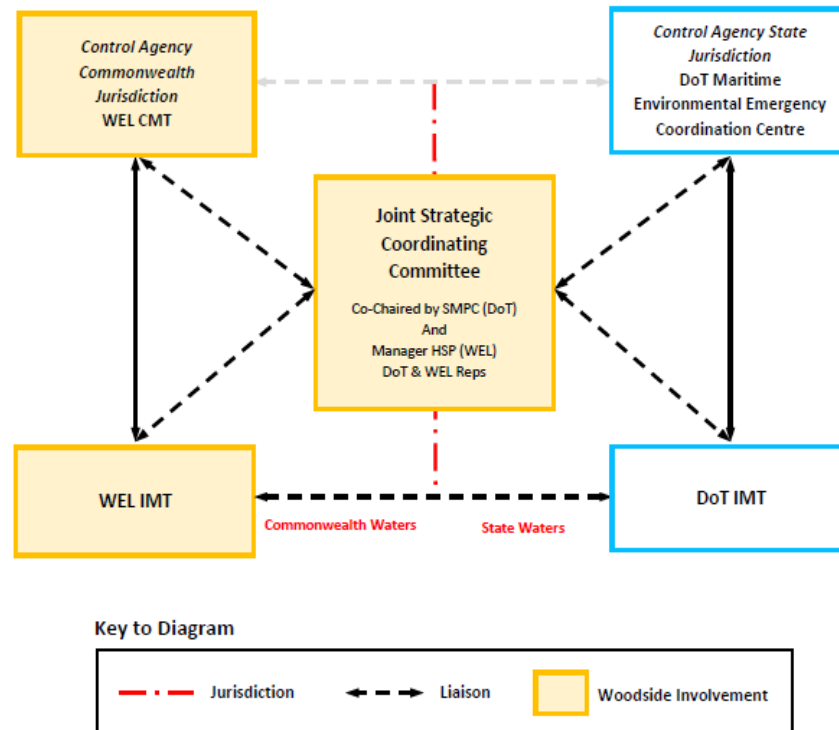 Control Agency
Commonwealth
Jurisdiction
WEL CMT
Control Agency State
Jurisdiction
DoT Maritime
Environmental Emergency
Coordination Centre
Joint Strategic
Coordinating
Committee
Co-Chaired by SMPC (DoT)
And
Manager HSP (WEL)
DoT & WEL Reps
WEL IMT
DoT IMT
Commonwealth Waters
State Waters
Key to Diagram
Jurisdiction
Liaison
Woodside Involvement